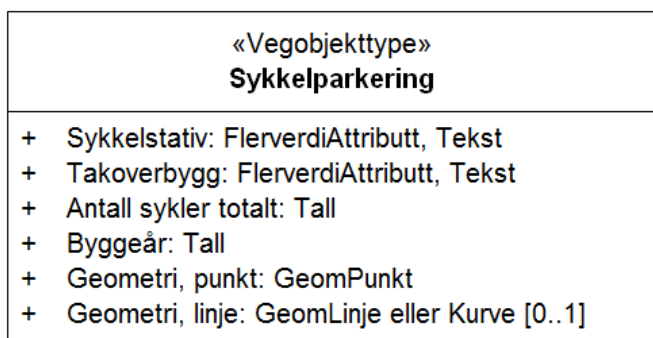 «Vegobjekttype»
Sykkelparkering
+ Sykkelstativ: FlerverdiAttributt, Tekst
+ Takoverbygg: FlerverdiAttributt, Tekst
+ Antall sykler totalt: Tall
+ Byggeår: Tall
+ Geometri, punkt: GeomPunkt
+ Geometri, linje: GeomLinje eller Kurve [0..1]